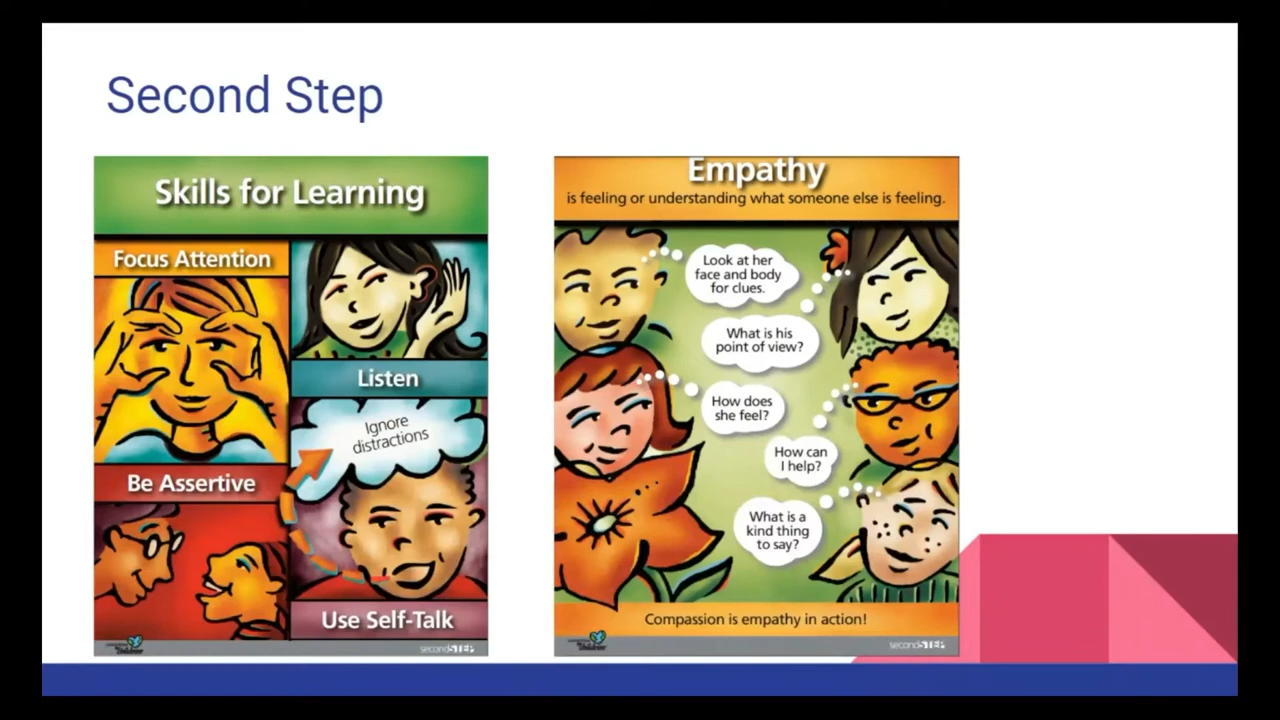 Second Step
Skills for Learning
Focus Attention
Listen
Ignore
distractions
Be Assertive
Use Self-Talk
secondSTEP
Empathy
is feeling or understanding what someone else is feeling.
Look at her
face and body
for clues.
What is his
point of view?
How does
she feel?
How can
I help?
What is a
kind thing
to say?
Compassion is empathy in action!
secondSTEP